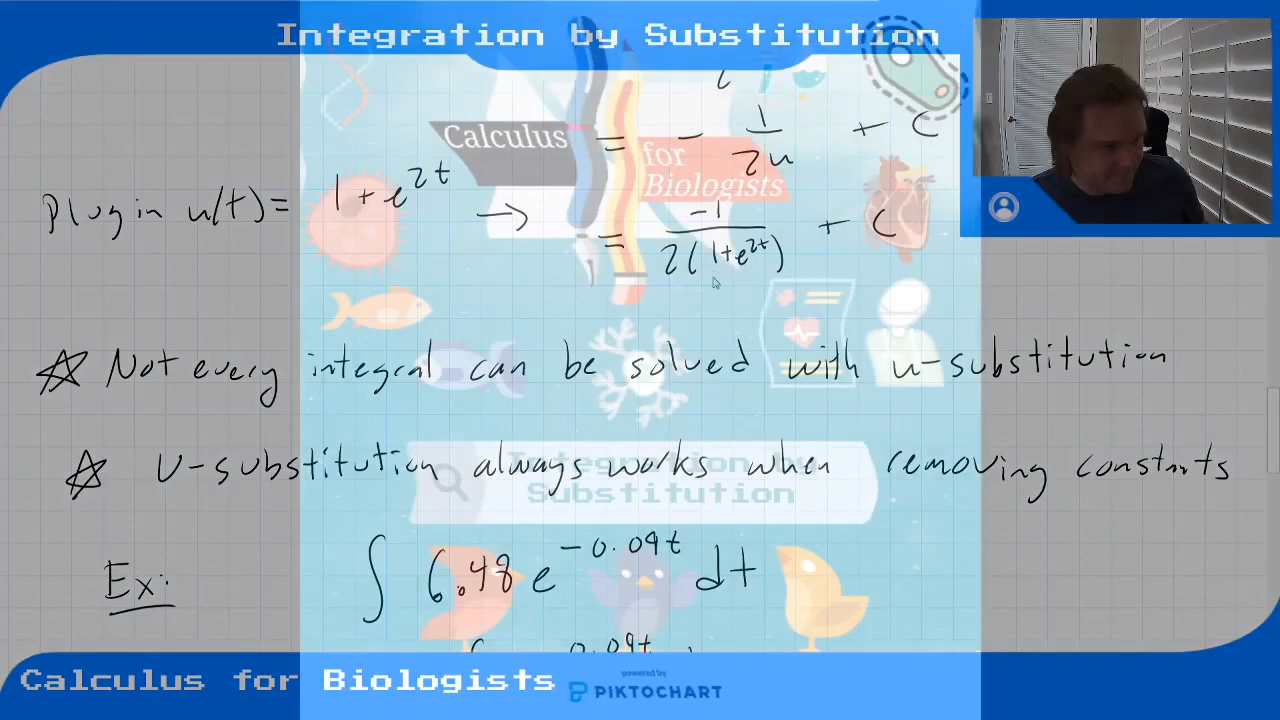 Integration by Substitution
Calculus
for
Biologists
= - 1/2u + C
Plug in u(t)= 1+e^2t → = -1/2(1+e^2t) + C
☆ Not every integral can be solved with u-substitution
☆ U-substitution always works when removing constants
Integration by
Substitution
Ex: ∫ 6.48 e^-0.09t dt
Calculus for Biologists
powered by
PIKTOCHART